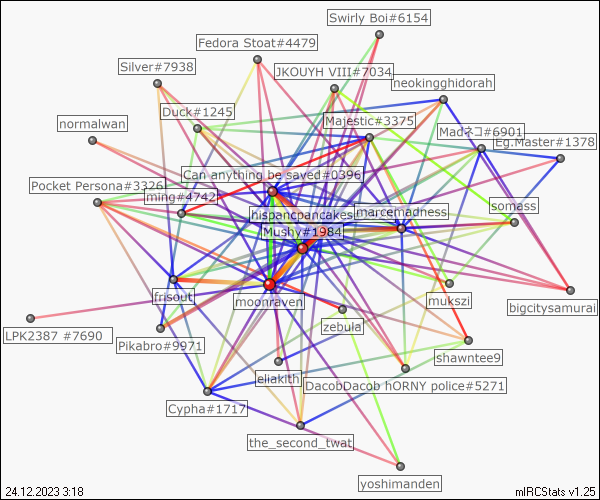 Swirly Boi#6154
Fedora Stoat#4479
Silver#7938
JKOUYH VIII#7034
neokingghidorah
Duck#1245
normalwan
Majestic#3375
Madネコ#6901
Eg.Master#1378
Can anything be saved#0396
Pocket Persona#3326
ming#4742
hispancpancakes
marcemadness
somass
Mushy#1984
frisout
moonraven
mukszi
bigcitysamurai
zebula
LPK2387 #7690
Pikabro#9971
shawntee9
eliakith
DacobDacob hORNY police#5271
Cypha#1717
the_second_twat
yoshimanden
24.12.2023 3:18
mIRCStats v1.25